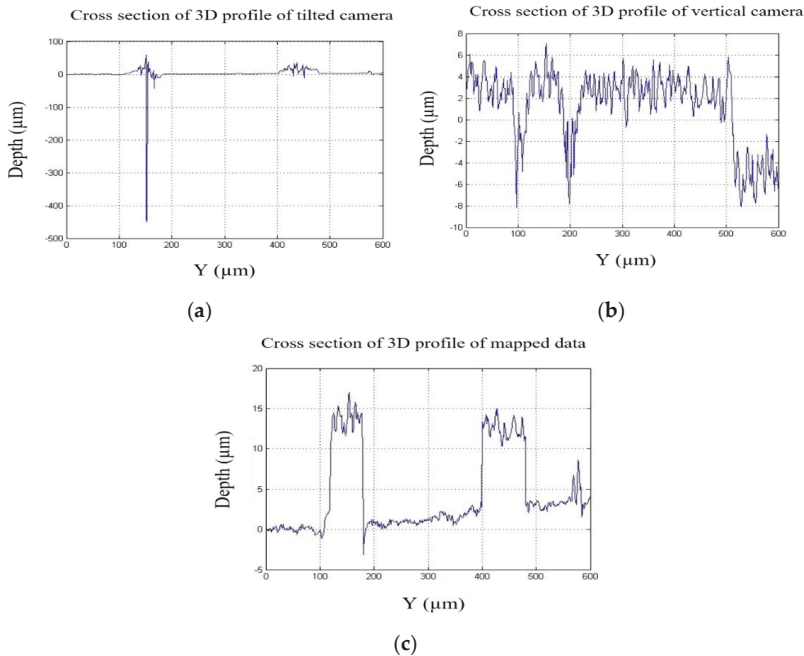 Cross section of 3D profile of tilted camera
100
0
-100
-200
-300
-400
-500
Depth (μm)
0 100 200 300 400 500 600
Y (μm)
(a)
Cross section of 3D profile of vertical camera
8
6
4
2
0
-2
-4
-6
-8
-10
Depth (μm)
0 100 200 300 400 500 600
Y (μm)
(b)
Cross section of 3D profile of mapped data
20
15
10
5
0
-5
Depth (μm)
0 100 200 300 400 500 600
Y (μm)
(c)